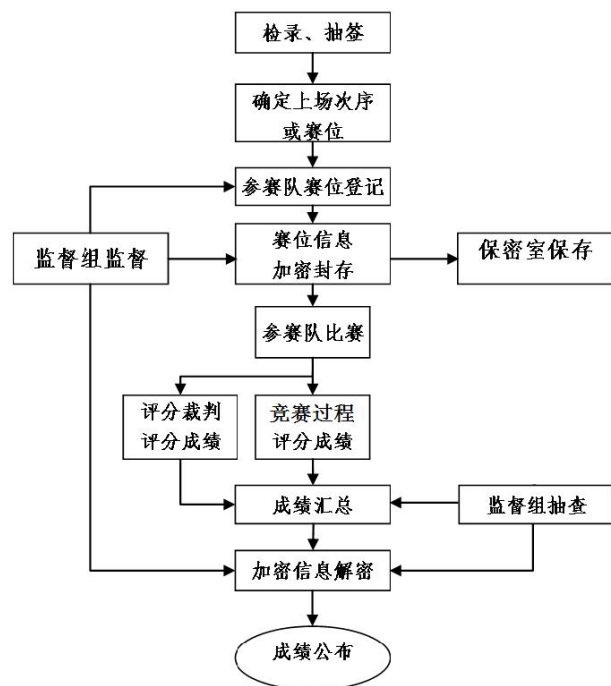 检录、抽签
确定上场次序
或赛位
参赛队赛位登记
监督组监督
赛位信息
加密封存
保密室保存
参赛队比赛
评分裁判
评分成绩
竞赛过程
评分成绩
成绩汇总
监督组抽查
加密信息解密
成绩公布